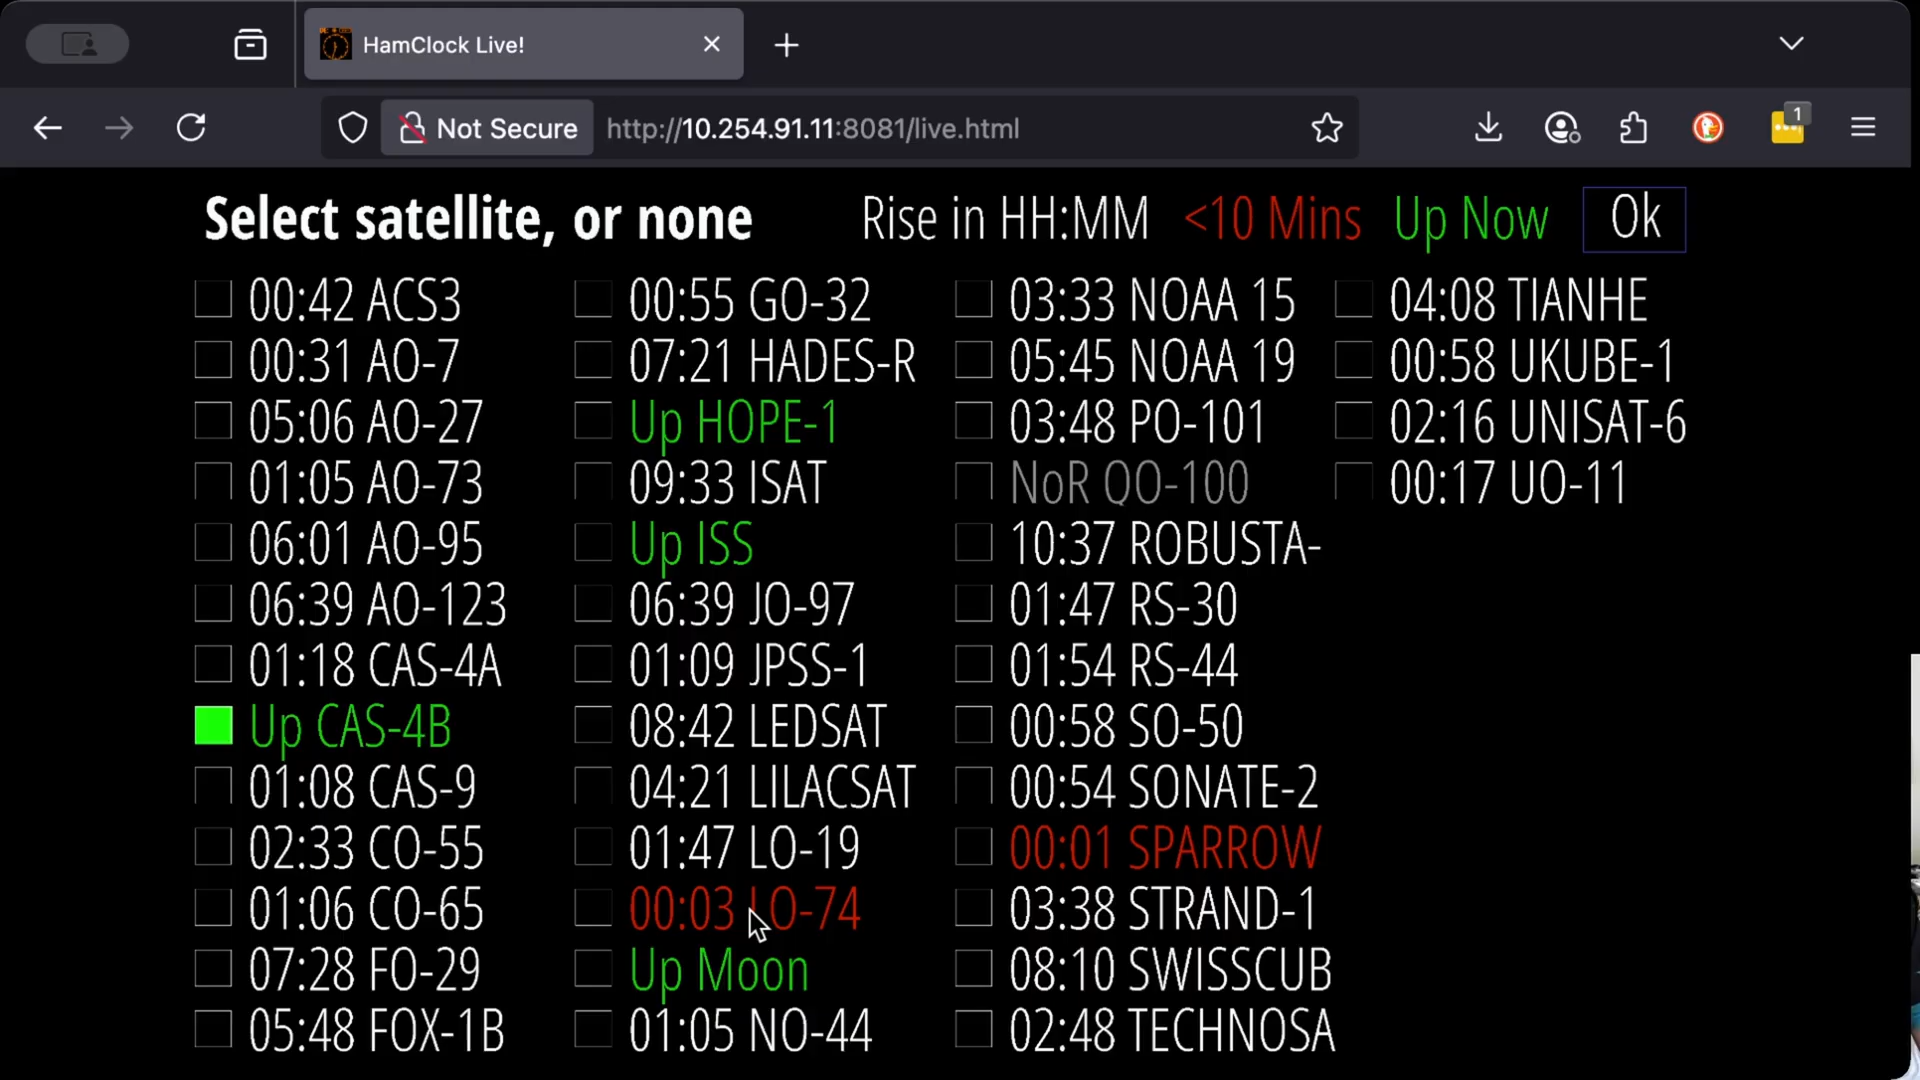 HamClock Live!
Not Secure http://10.254.91.11:8081/live.html
1
Select satellite, or none Rise in HH:MM <10 Mins Up Now Ok
00:42 ACS3 00:55 GO-32 03:33 NOAA 15 04:08 TIANHE
00:31 AO-7 07:21 HADES-R 05:45 NOAA 19 00:58 UKUBE-1
05:06 AO-27 Up HOPE-1 03:48 PO-101 02:16 UNISAT-6
01:05 AO-73 09:33 ISAT NoR QO-100 00:17 UO-11
06:01 AO-95 Up ISS 10:37 ROBUSTA-
06:39 AO-123 06:39 JO-97 01:47 RS-30
01:18 CAS-4A 01:09 JPSS-1 01:54 RS-44
Up CAS-4B 08:42 LEDSAT 00:58 SO-50
01:08 CAS-9 04:21 LILACSAT 00:54 SONATE-2
02:33 CO-55 01:47 LO-19 00:01 SPARROW
01:06 CO-65 00:03 LO-74 03:38 STRAND-1
07:28 FO-29 Up Moon 08:10 SWISSCUB
05:48 FOX-1B 01:05 NO-44 02:48 TECHNOSA